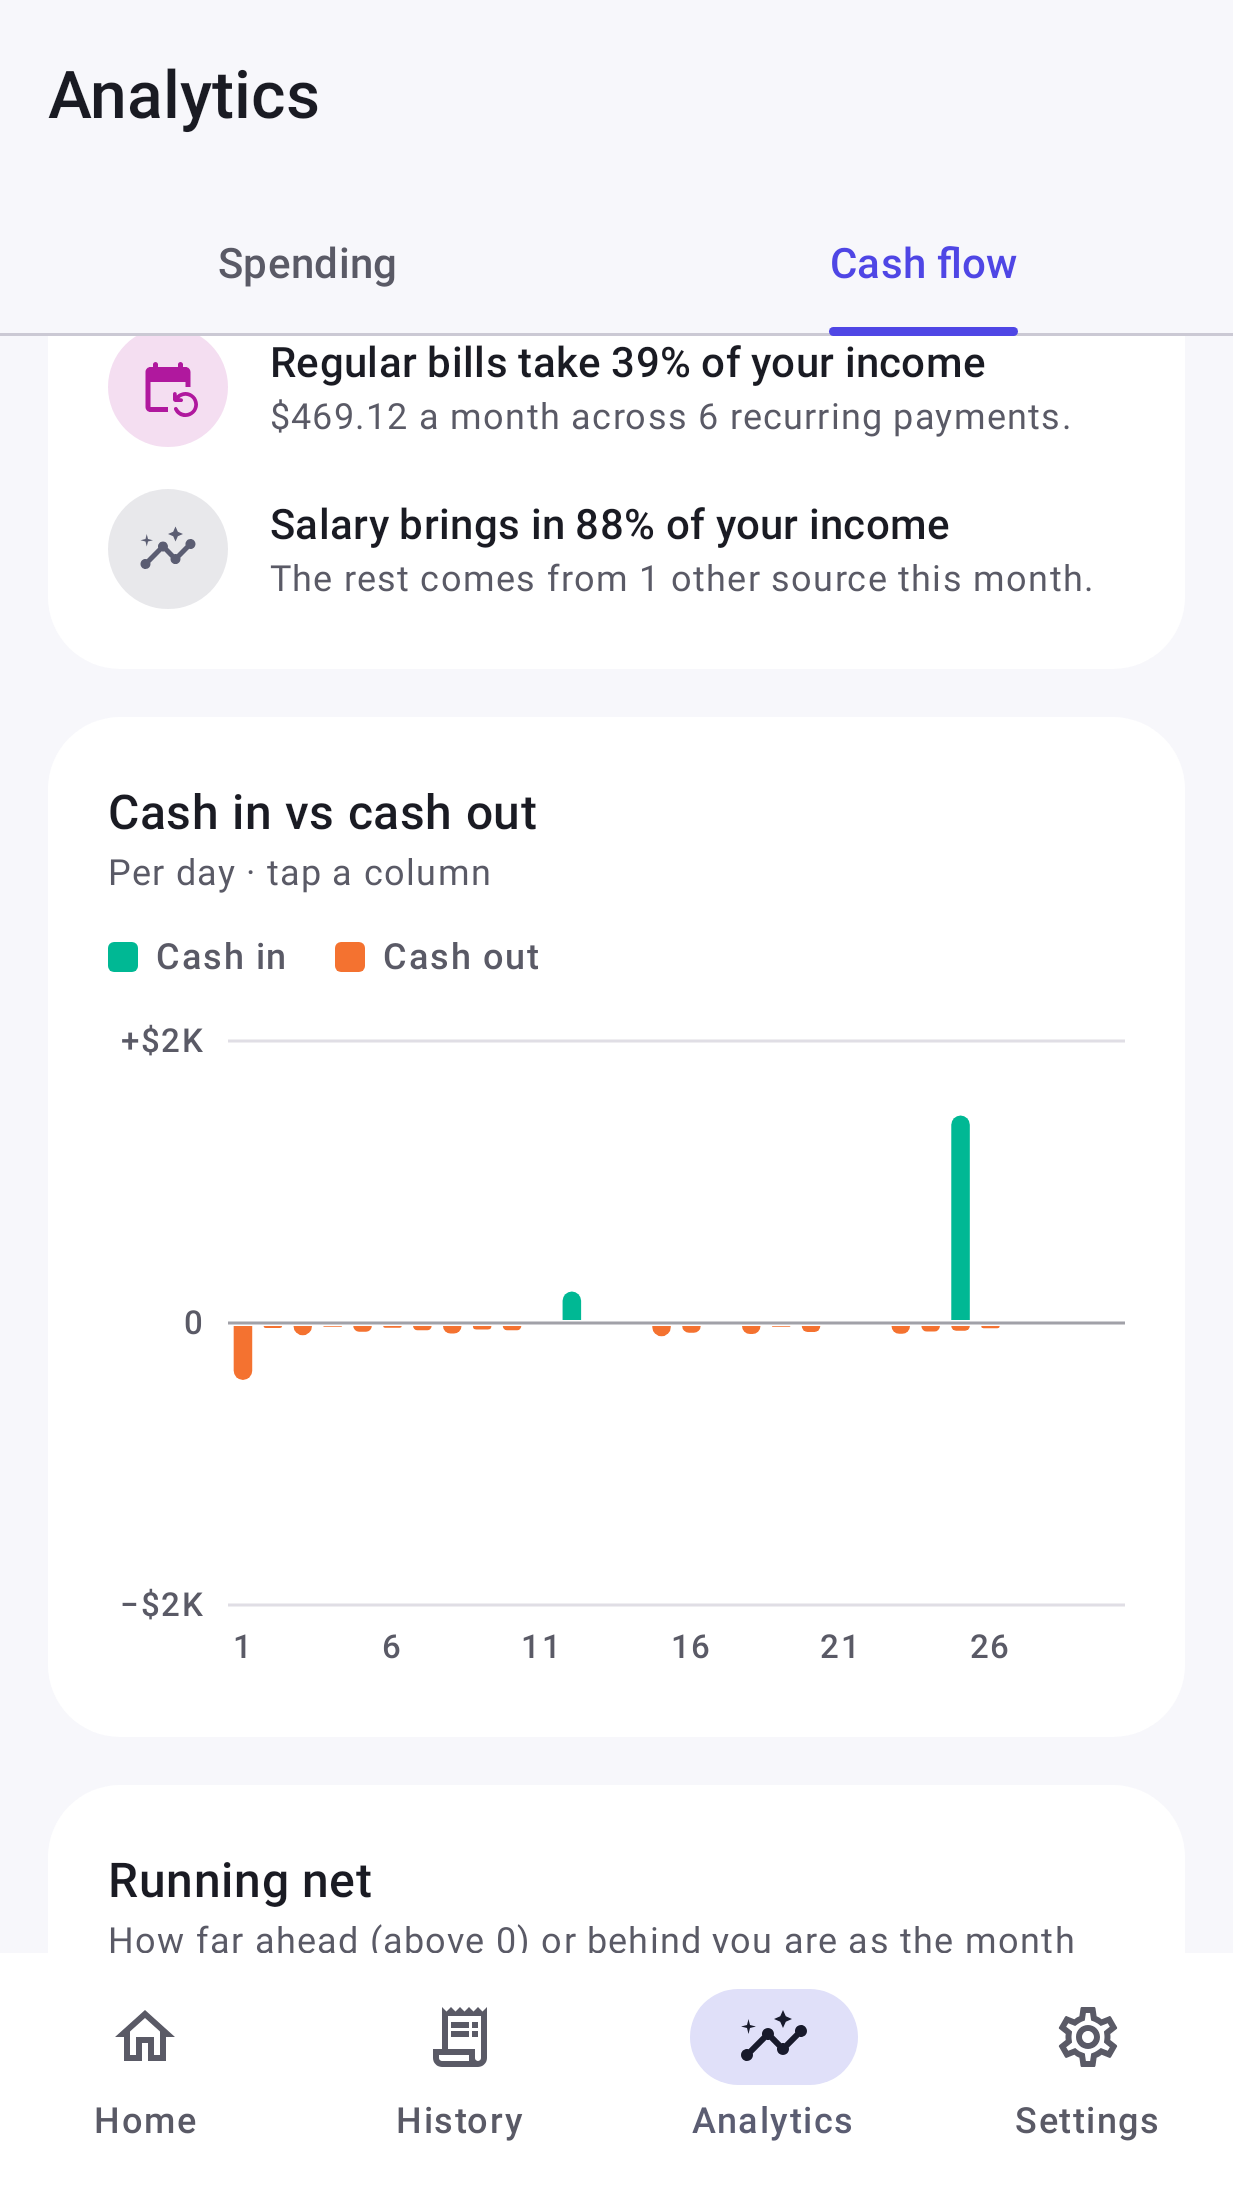 Analytics
Spending
Cash flow
Regular bills take 39% of your income
$469.12 a month across 6 recurring payments.
Salary brings in 88% of your income
The rest comes from 1 other source this month.
Cash in vs cash out
Per day · tap a column
Cash in
Cash out
+$2K
0
−$2K
1 6 11 16 21 26
Running net
How far ahead (above 0) or behind you are as the month
Home
History
Analytics
Settings